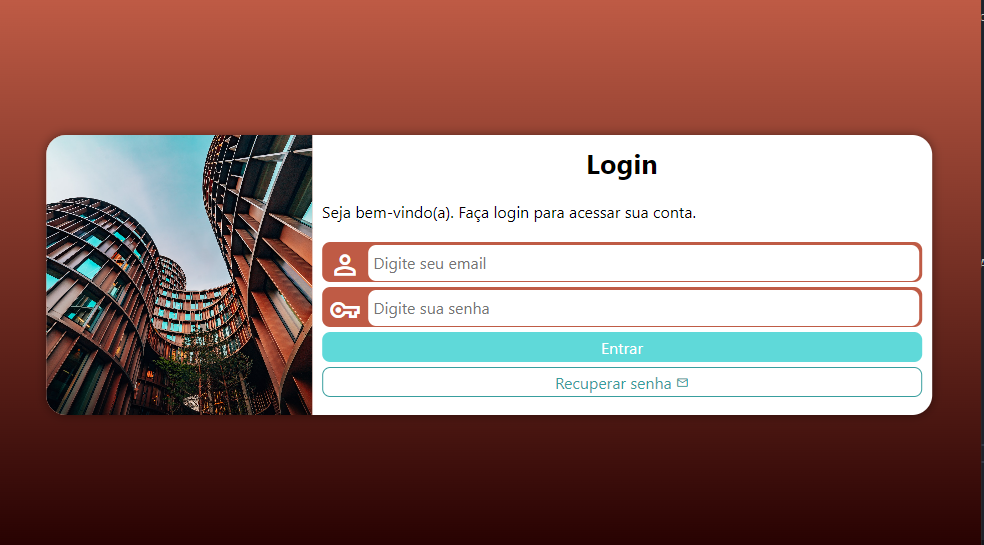 Login
Seja bem-vindo(a). Faça login para acessar sua conta.
Digite seu email
Digite sua senha
Entrar
Recuperar senha